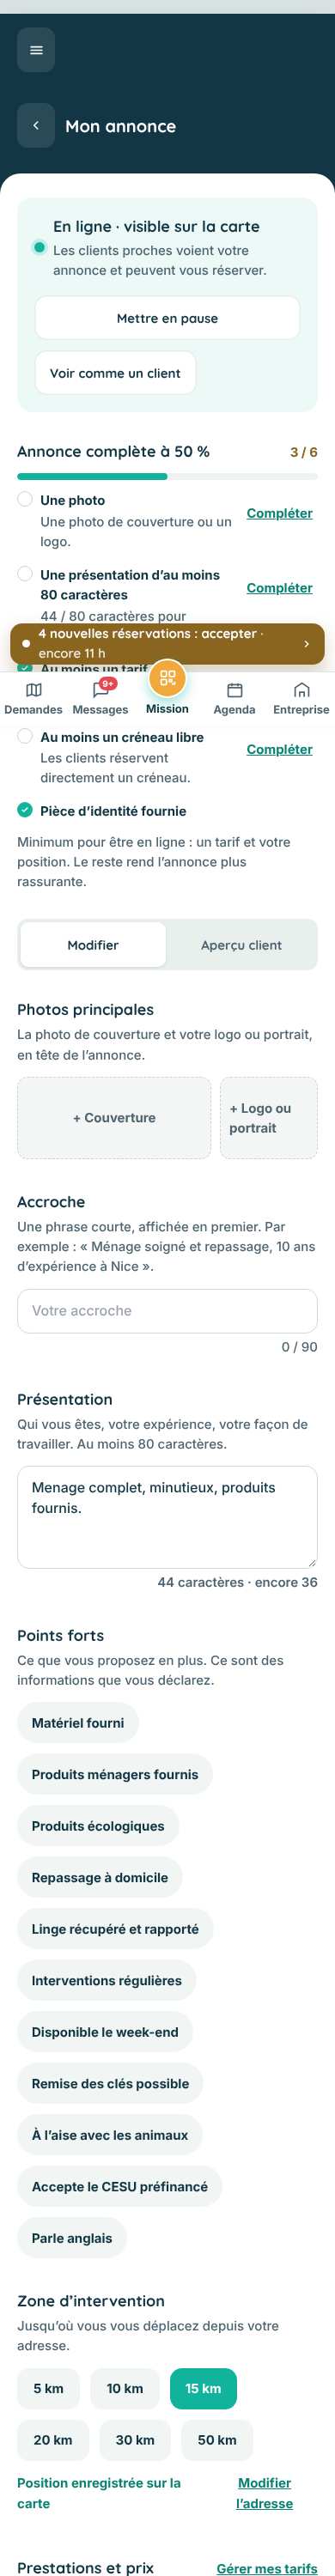 Mon annonce
En ligne · visible sur la carte
Les clients proches voient votre
annonce et peuvent vous réserver.
Mettre en pause
Voir comme un client
Annonce complète à 50 %
3 / 6
Une photo
Une photo de couverture ou un
logo.
Compléter
Une présentation d’au moins
80 caractères
44 / 80 caractères pour
Compléter
4 nouvelles réservations : accepter ·
encore 11 h
Au moins un tarif
Demandes
9+
Messages
Mission
Agenda
Entreprise
Au moins un créneau libre
Les clients réservent
directement un créneau.
Compléter
Pièce d’identité fournie
Minimum pour être en ligne : un tarif et votre
position. Le reste rend l’annonce plus
rassurante.
Modifier
Aperçu client
Photos principales
La photo de couverture et votre logo ou portrait,
en tête de l’annonce.
+ Couverture
+ Logo ou
portrait
Accroche
Une phrase courte, affichée en premier. Par
exemple : « Ménage soigné et repassage, 10 ans
d’expérience à Nice ».
Votre accroche
0 / 90
Présentation
Qui vous êtes, votre expérience, votre façon de
travailler. Au moins 80 caractères.
Menage complet, minutieux, produits
fournis.
44 caractères · encore 36
Points forts
Ce que vous proposez en plus. Ce sont des
informations que vous déclarez.
Matériel fourni
Produits ménagers fournis
Produits écologiques
Repassage à domicile
Linge récupéré et rapporté
Interventions régulières
Disponible le week-end
Remise des clés possible
À l’aise avec les animaux
Accepte le CESU préfinancé
Parle anglais
Zone d’intervention
Jusqu’où vous vous déplacez depuis votre
adresse.
5 km
10 km
15 km
20 km
30 km
50 km
Position enregistrée sur la
carte
Modifier
l’adresse
Prestations et prix
Gérer mes tarifs